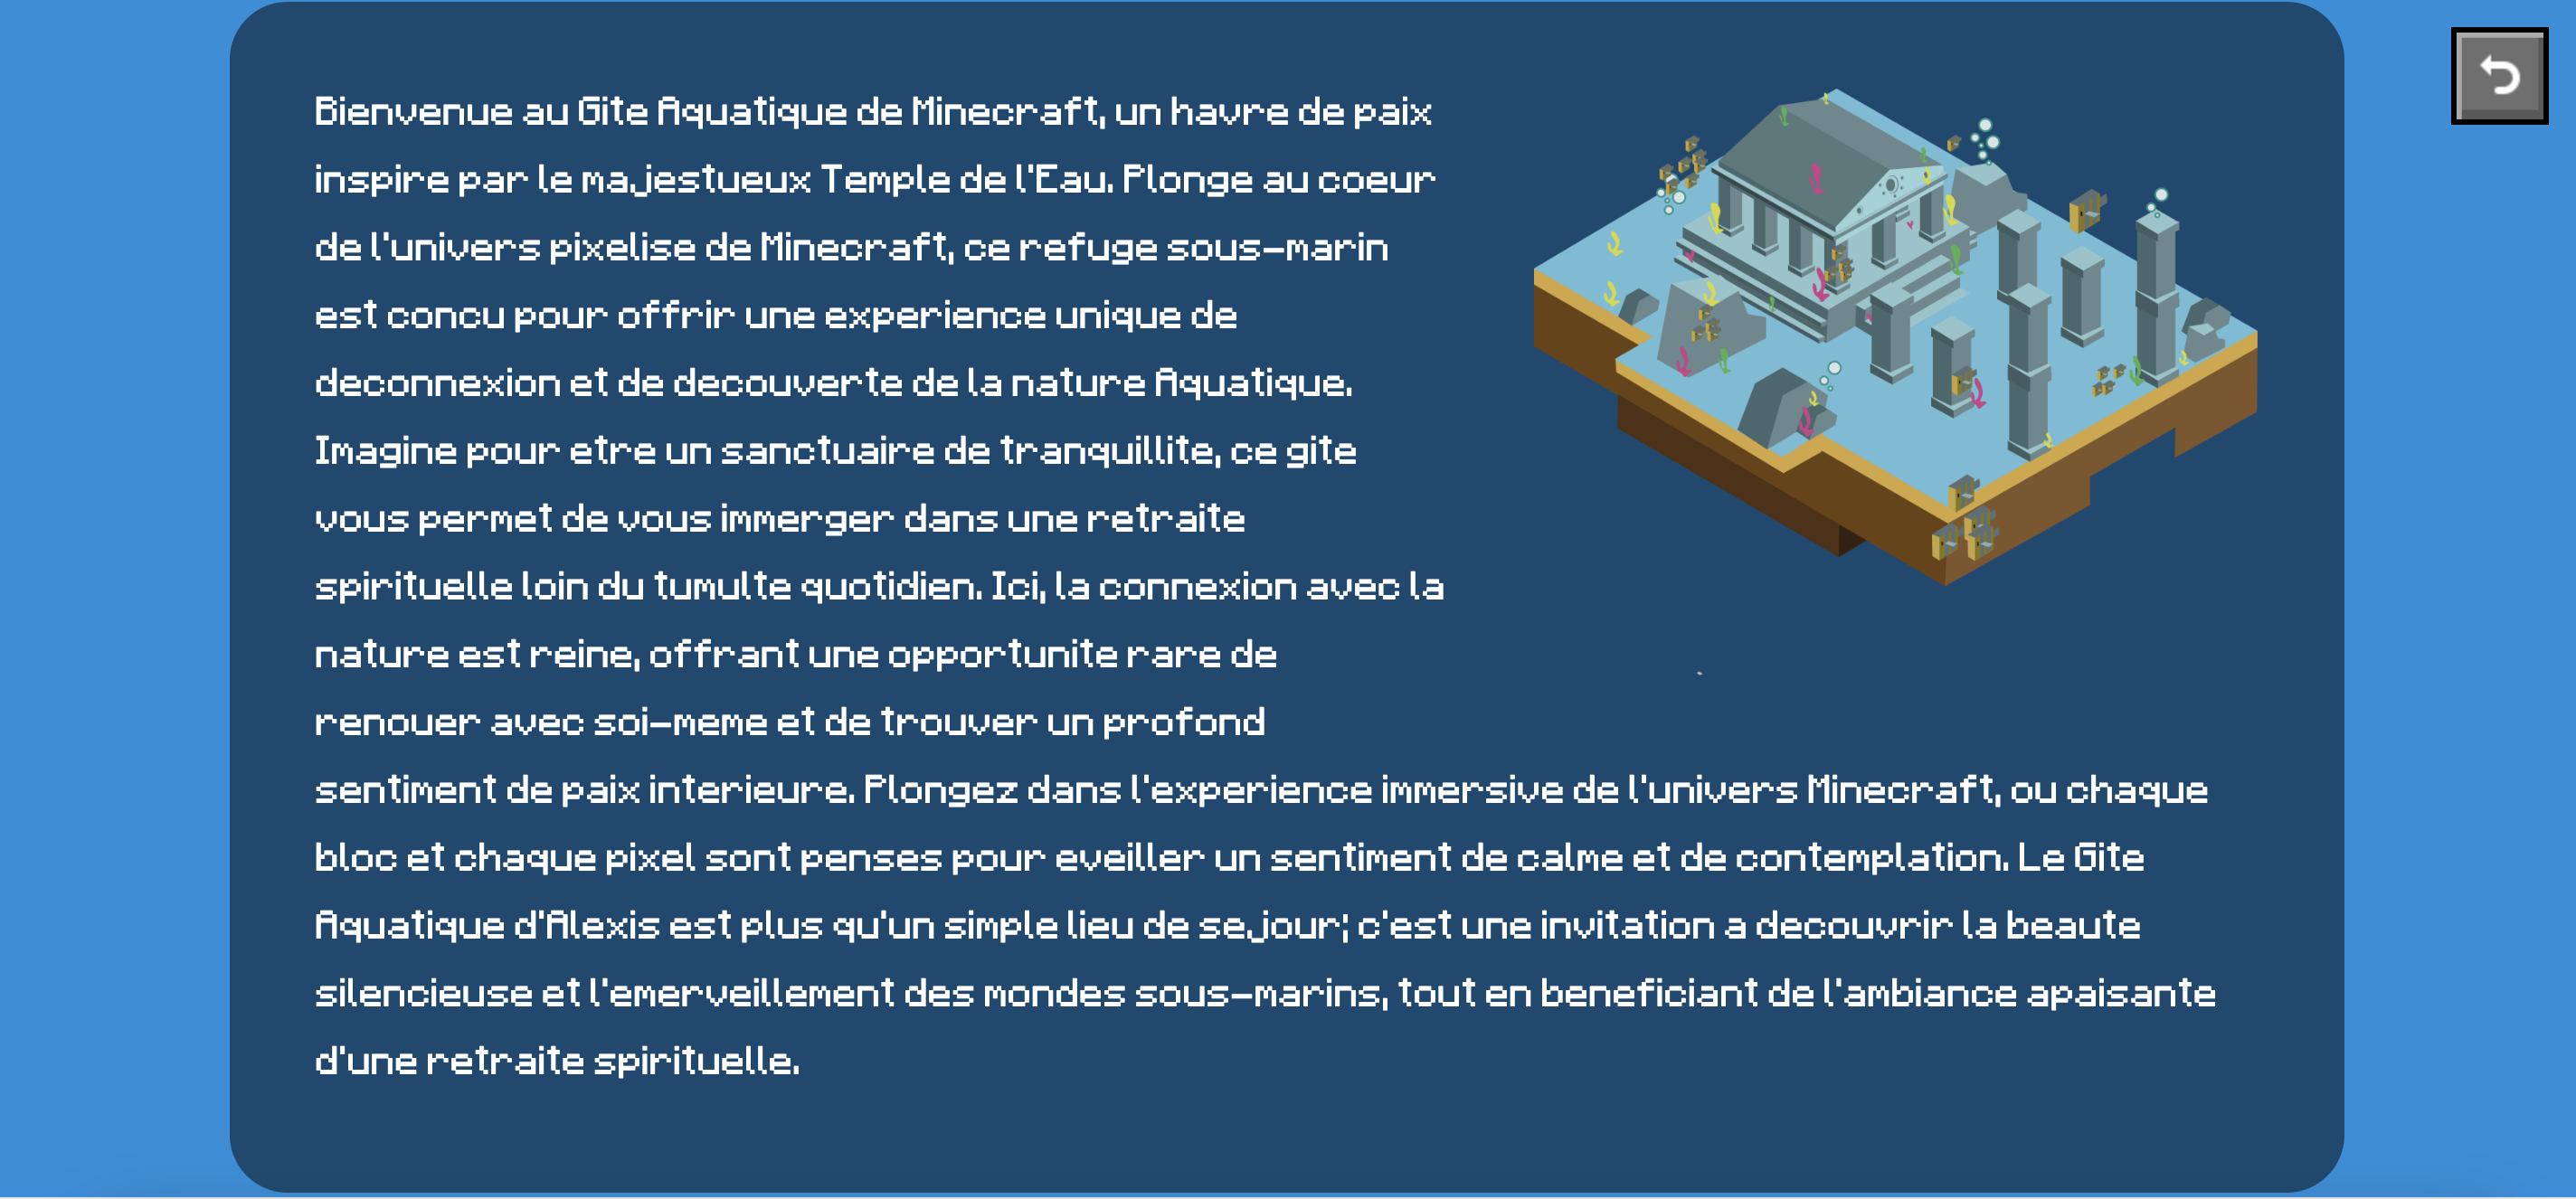 Bienvenue au Gite Aquatique de Minecraft, un havre de paix
inspire par le majestueux Temple de l'Eau. Plonge au coeur
de l'univers pixelise de Minecraft, ce refuge sous-marin
est concu pour offrir une experience unique de
deconnexion et de decouverte de la nature Aquatique.
Imagine pour etre un sanctuaire de tranquillite, ce gite
vous permet de vous immerger dans une retraite
spirituelle loin du tumulte quotidien. Ici, la connexion avec la
nature est reine, offrant une opportunite rare de
renouer avec soi-meme et de trouver un profond
sentiment de paix interieure. Plongez dans l'experience immersive de l'univers Minecraft, ou chaque
bloc et chaque pixel sont penses pour eveiller un sentiment de calme et de contemplation. Le Gite
Aquatique d'Alexis est plus qu'un simple lieu de sejour; c'est une invitation a decouvrir la beaute
silencieuse et l'emerveillement des mondes sous-marins, tout en beneficiant de l'ambiance apaisante
d'une retraite spirituelle.